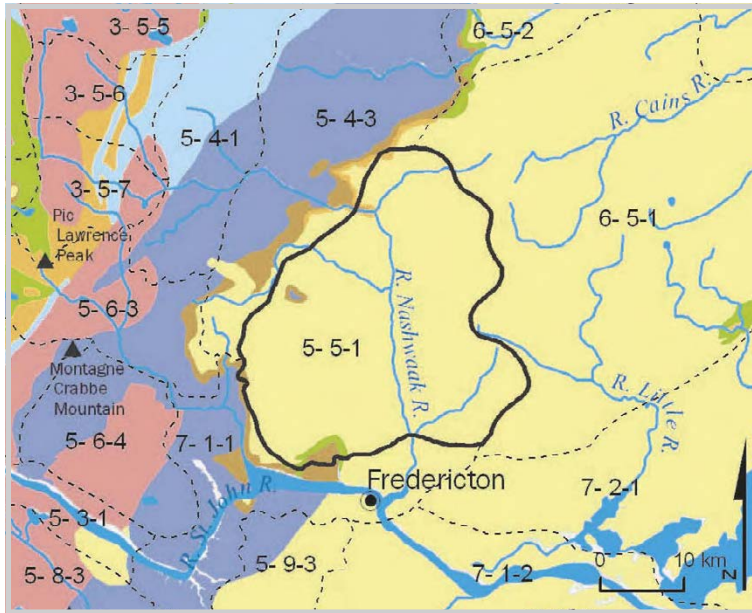 3- 5-5
6- 5-2
3- 5-6
R. Cains R.
5- 4-1
5- 4-3
3- 5-7
Pic
Lawrence
Peak
6- 5-1
R. Nashwaak R.
5- 6-3
5- 5-1
Montagne
Crabbe
Mountain
R. Little R.
5- 6-4
7- 1-1
Fredericton
R. St. John R.
7- 2-1
5- 3-1
5- 9-3
7- 1-2
0 10 km
5- 8-3
N